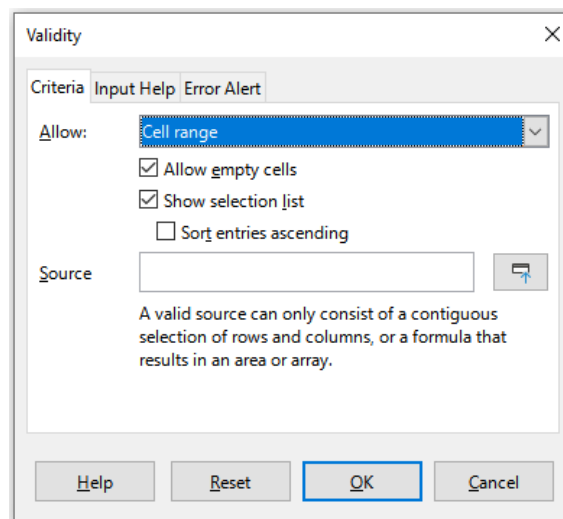 Validity
Criteria Input Help Error Alert
Allow: Cell range
Allow empty cells
Show selection list
Sort entries ascending
Source
A valid source can only consist of a contiguous
selection of rows and columns, or a formula that
results in an area or array.
Help Reset OK Cancel